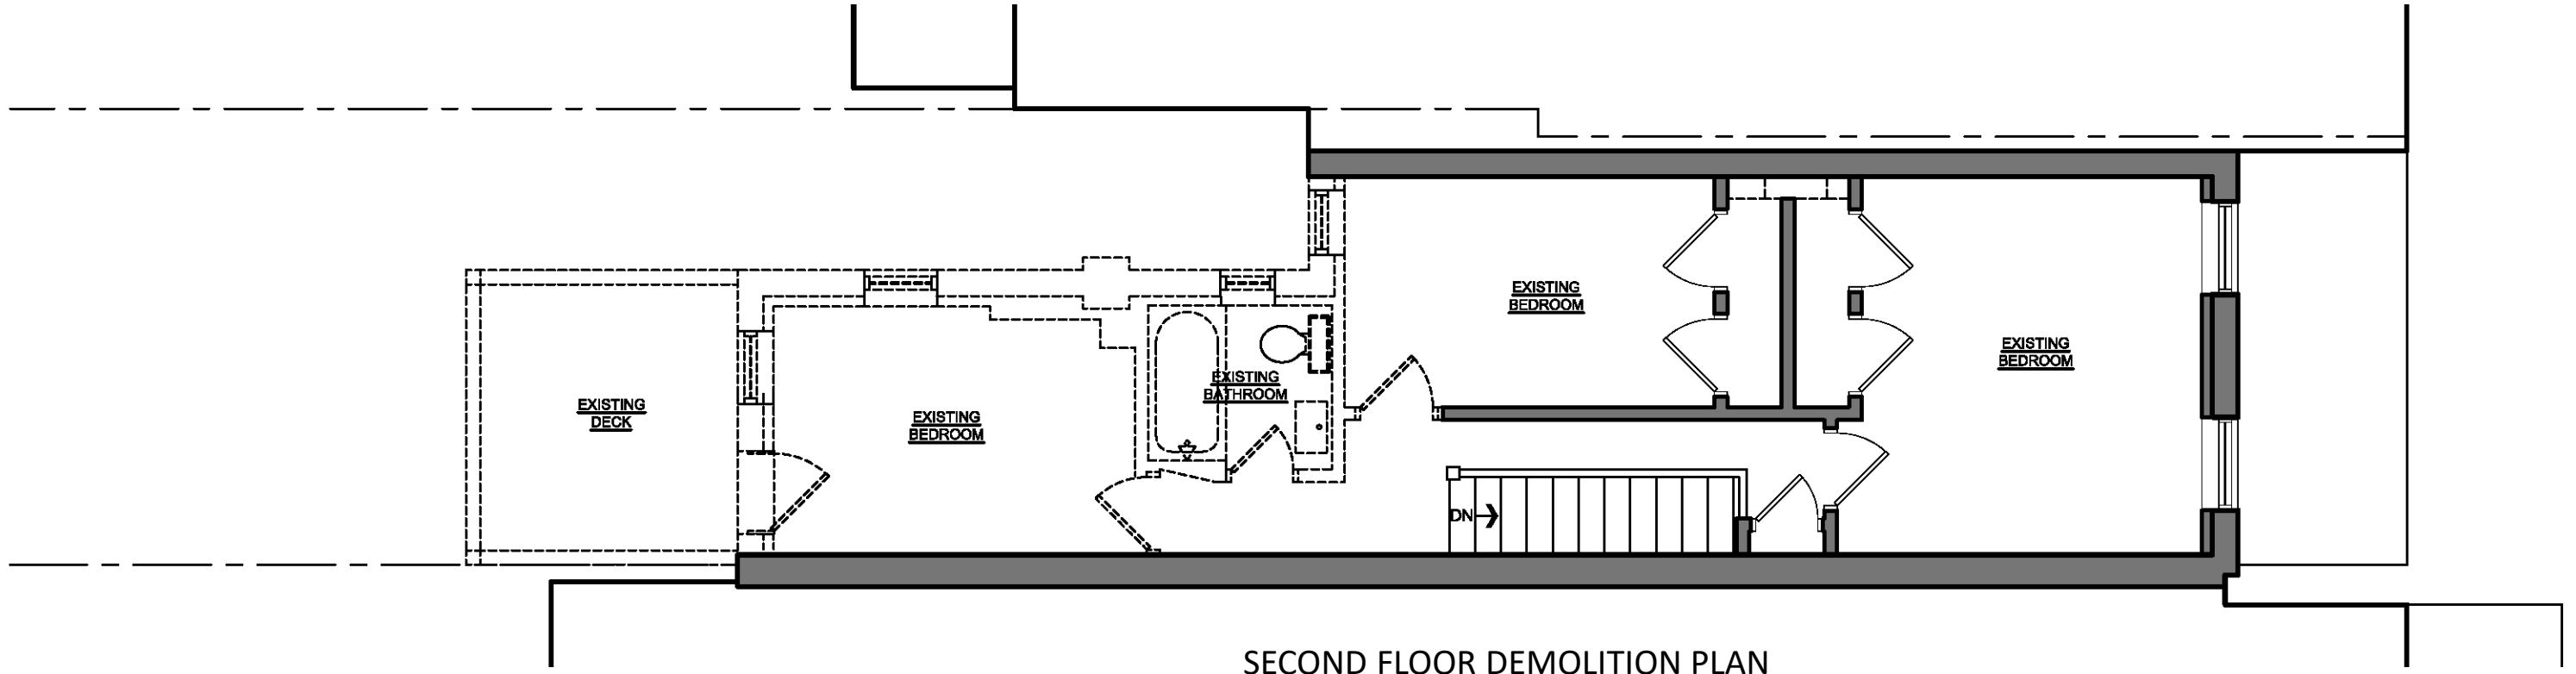 EXISTING
BEDROOM
EXISTING
BEDROOM
EXISTING
BATHROOM
EXISTING
DECK
EXISTING
BEDROOM
DN
SECOND FLOOR DEMOLITION PLAN